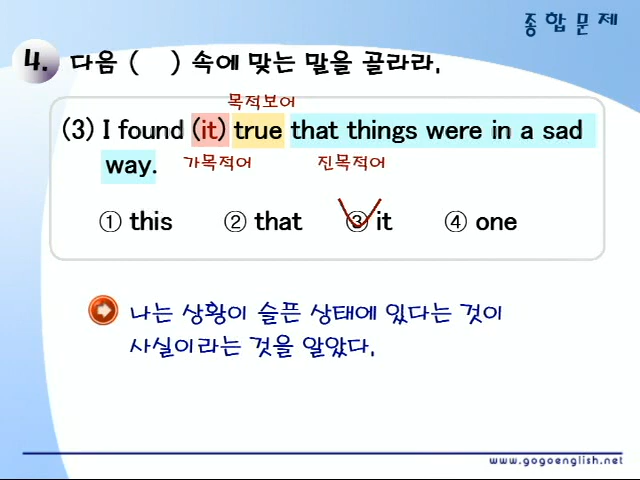 종합문제
4. 다음 (    ) 속에 맞는 말을 골라라.
목적보어
(3) I found (it) true that things were in a sad
way.
가목적어 진목적어
① this ② that ③ it ④ one
나는 상황이 슬픈 상태에 있다는 것이
사실이라는 것을 알았다.
www.gogoenglish.net